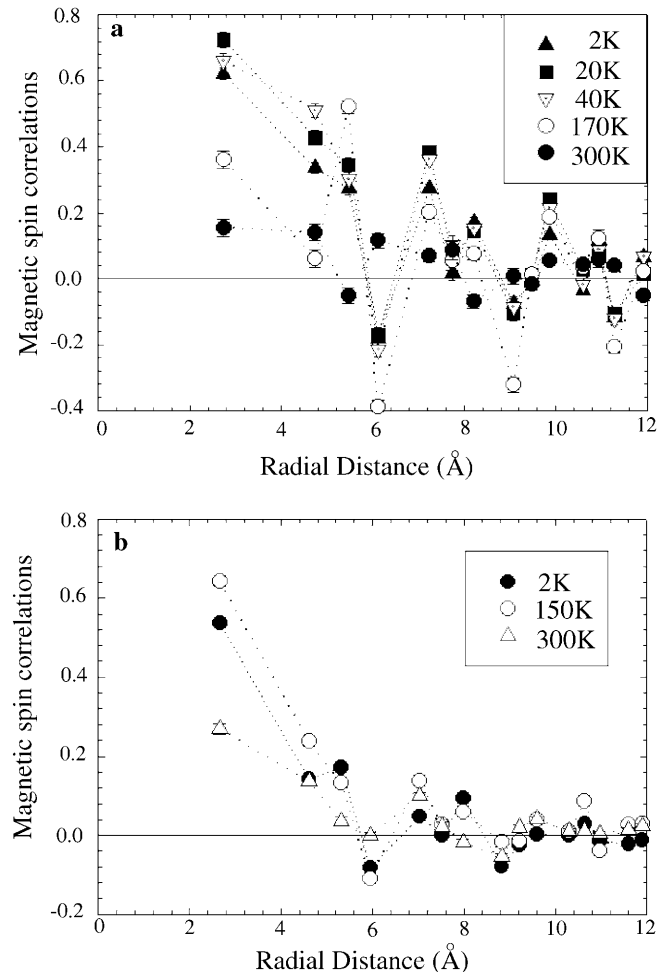 a
0.8
0.6
0.4
0.2
0.0
-0.2
-0.4
Magnetic spin correlations
2K
20K
40K
170K
300K
0 2 4 6 8 10 12
Radial Distance (Å)
b
0.8
0.6
0.4
0.2
0.0
-0.2
Magnetic spin correlations
2K
150K
300K
0 2 4 6 8 10 12
Radial Distance (Å)